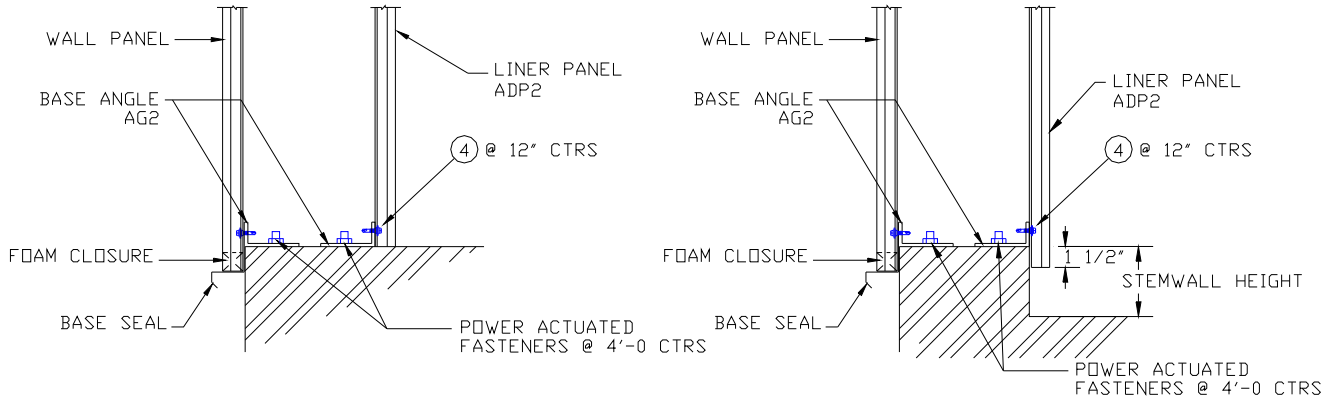 WALL PANEL
LINER PANEL
ADP2
BASE ANGLE
AG2
4 @ 12" CTRS
FOAM CLOSURE
BASE SEAL
POWER ACTUATED
FASTENERS @ 4'-0 CTRS
WALL PANEL
LINER PANEL
ADP2
BASE ANGLE
AG2
4 @ 12" CTRS
FOAM CLOSURE
1 1/2"
STEMWALL HEIGHT
BASE SEAL
POWER ACTUATED
FASTENERS @ 4'-0 CTRS